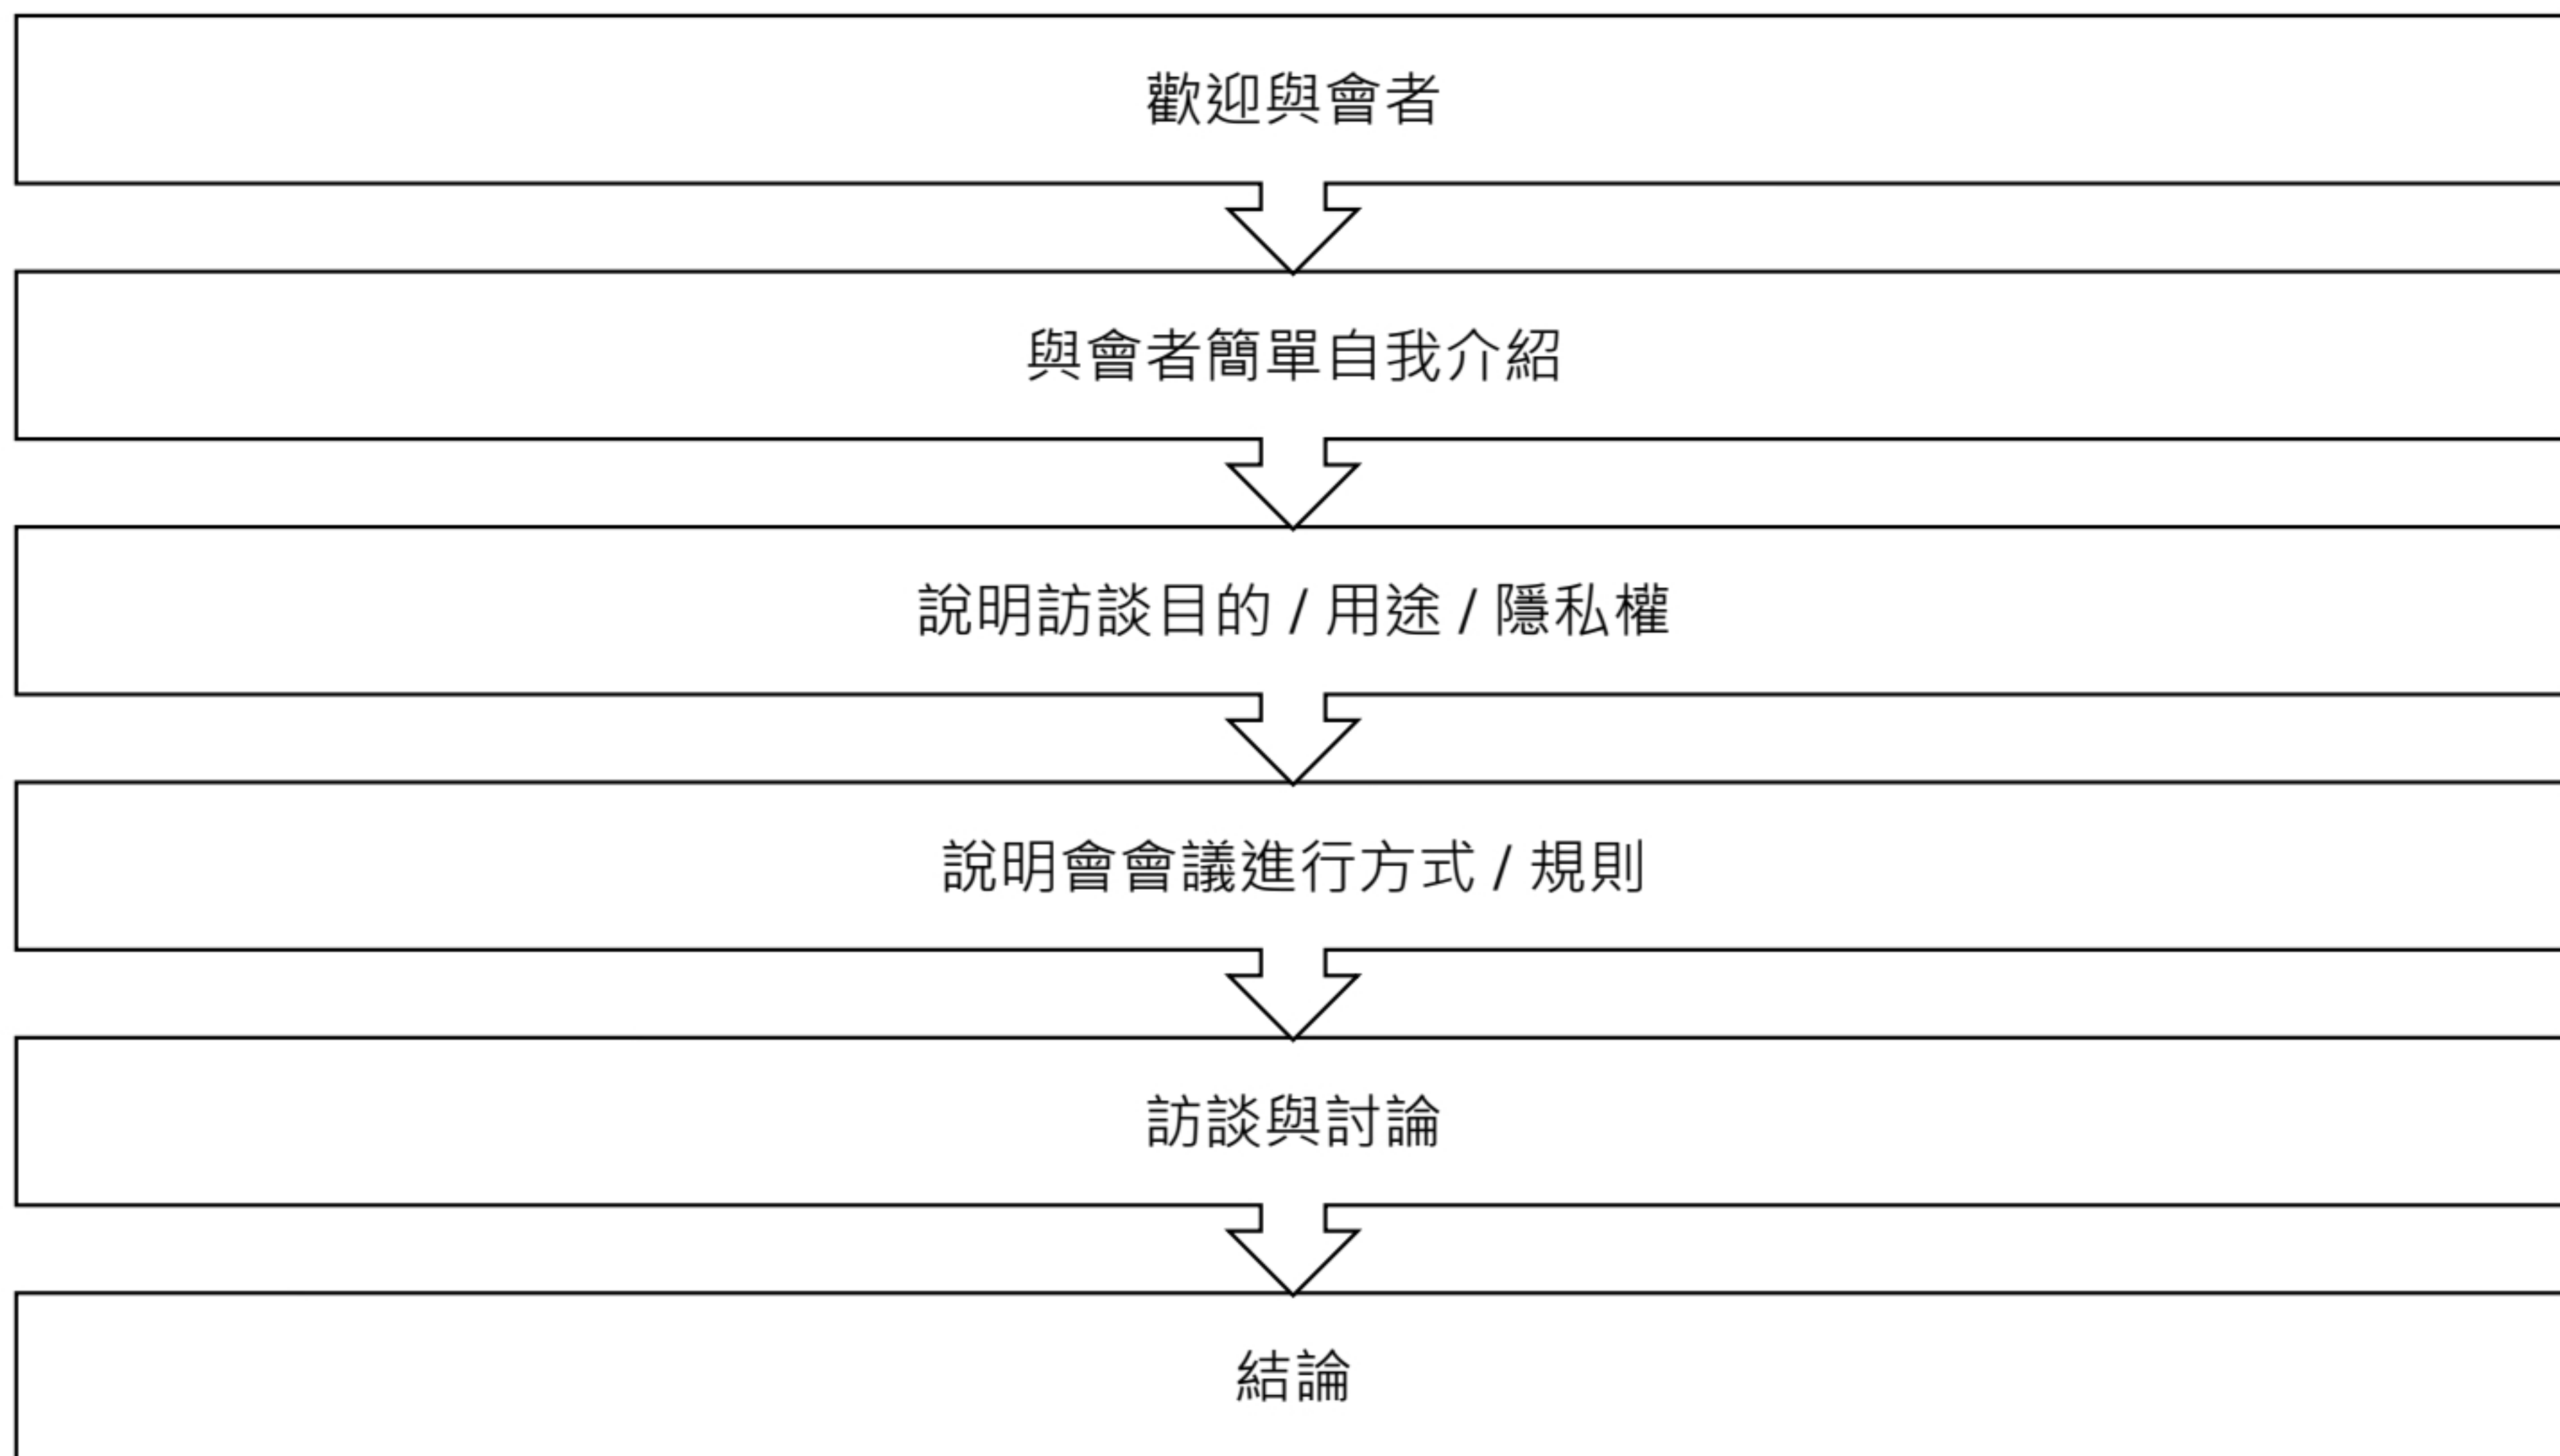 歡迎與會者
與會者簡單自我介紹
說明訪談目的 / 用途 / 隱私權
說明會會議進行方式 / 規則
訪談與討論
結論